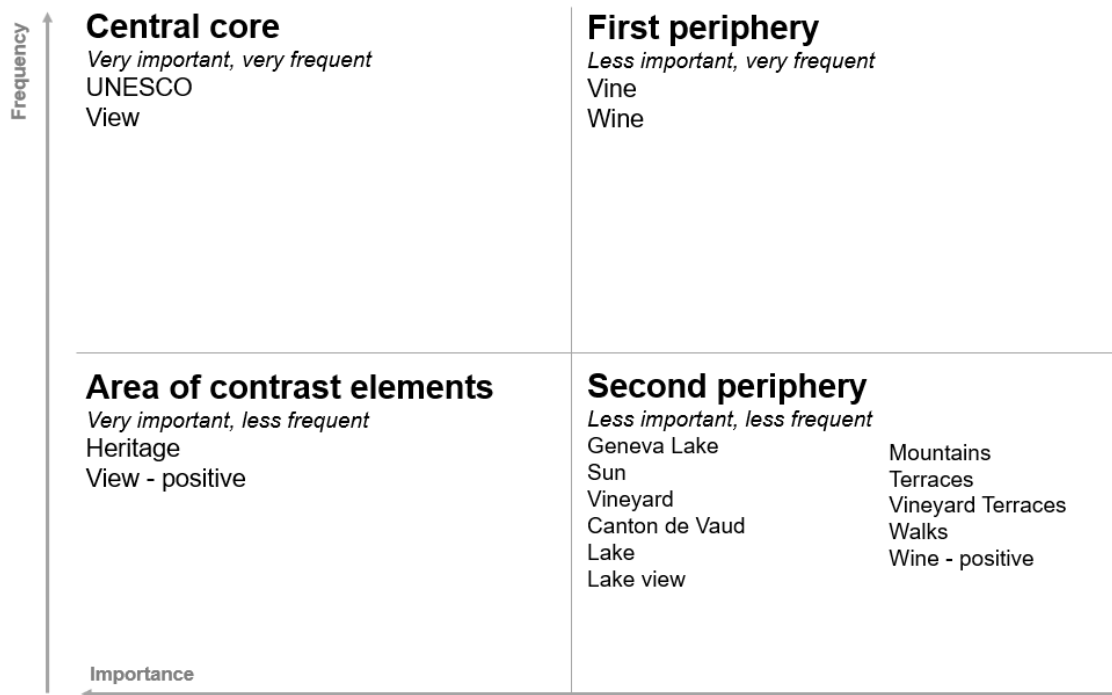 Frequency
Central core
Very important, very frequent
UNESCO
View
First periphery
Less important, very frequent
Vine
Wine
Area of contrast elements
Very important, less frequent
Heritage
View - positive
Second periphery
Less important, less frequent
Geneva Lake
Sun
Vineyard
Canton de Vaud
Lake
Lake view
Mountains
Terraces
Vineyard Terraces
Walks
Wine - positive
Importance